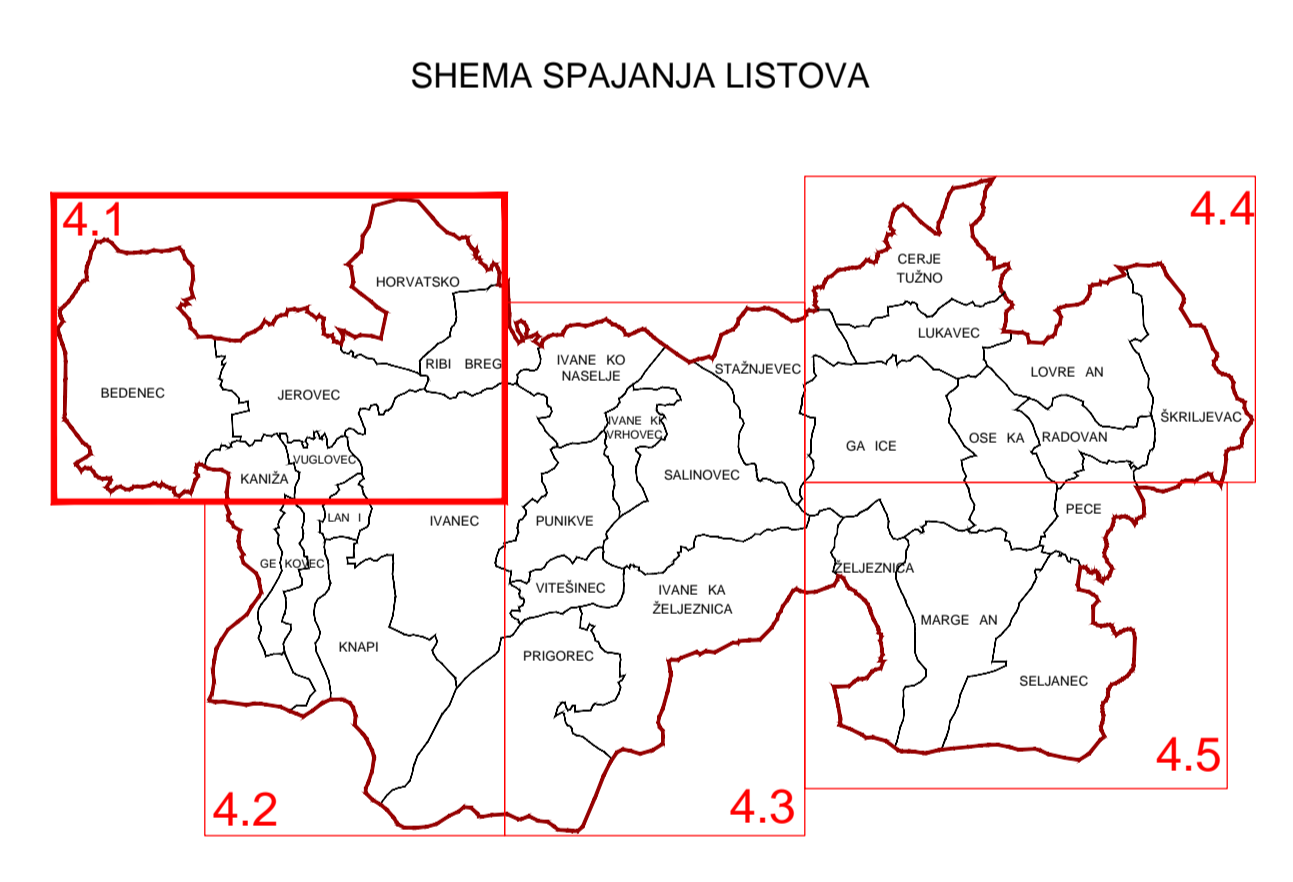 SHEMA SPAJANJA LISTOVA
4.1
4.4
CERJE
TUŽNO
HORVATSKO
LUKAVEC
RIBI BREG
IVANE KO
NASELJE
STAŽNJEVEC
LOVRE AN
BEDENEC
JEROVEC
ŠKRILJEVAC
IVANE KI
VRHOVEC
GA ICE
OSE KA
RADOVAN
VUGLOVEC
KANIŽA
SALINOVEC
PECE
LAN I
IVANEC
PUNIKVE
GE KOVEC
ŽELJEZNICA
VITEŠINEC
IVANE KA
ŽELJEZNICA
MARGE AN
KNAPI
PRIGOREC
SELJANEC
4.5
4.2
4.3